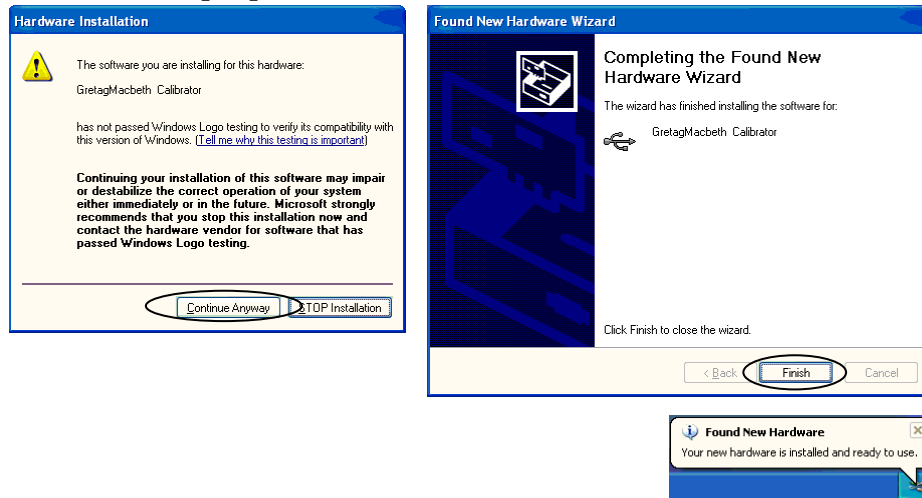 Hardware Installation
The software you are installing for this hardware:
GretagMacbeth Calibrator
has not passed Windows Logo testing to verify its compatibility with
this version of Windows. (Tell me why this testing is important)
Continuing your installation of this software may impair
or destabilize the correct operation of your system
either immediately or in the future. Microsoft strongly
recommends that you stop this installation now and
contact the hardware vendor for software that has
passed Windows Logo testing.
Continue Anyway
STOP Installation
Found New Hardware Wizard
Completing the Found New
Hardware Wizard
The wizard has finished installing the software for:
GretagMacbeth Calibrator
Click Finish to close the wizard.
< Back
Finish
Cancel
Found New Hardware
Your new hardware is installed and ready to use.